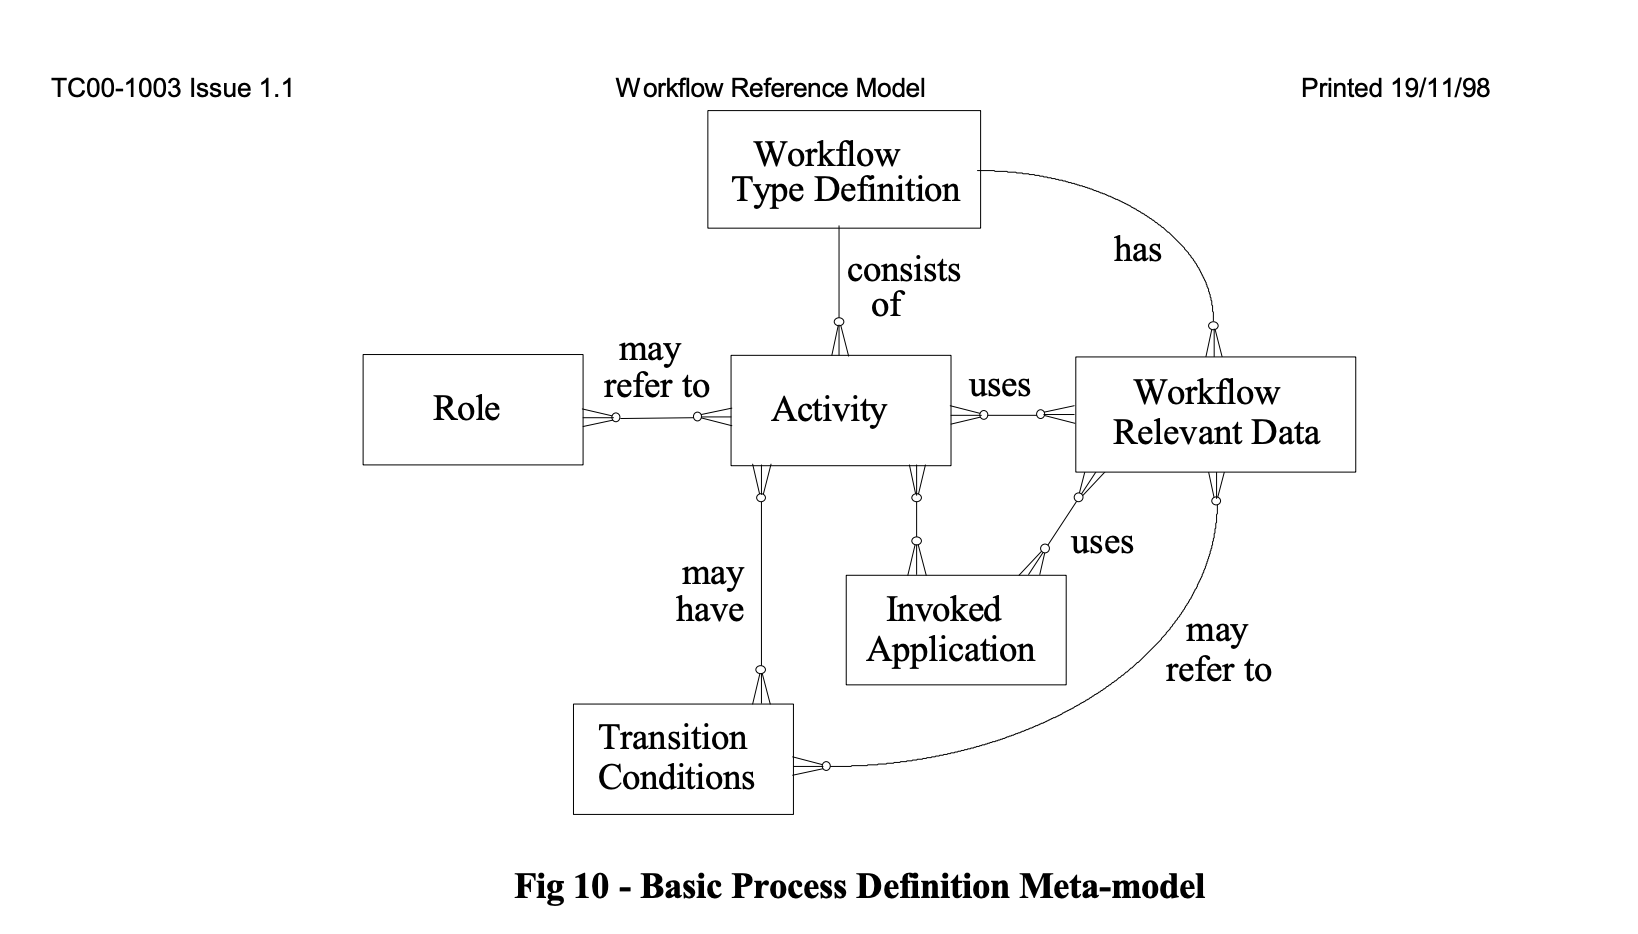 TC00-1003 Issue 1.1
Workflow Reference Model
Printed 19/11/98
Workflow
Type Definition
has
consists
of
may
refer to
uses
Role
Activity
Workflow
Relevant Data
uses
may
have
Invoked
Application
may
refer to
Transition
Conditions
Fig 10 - Basic Process Definition Meta-model